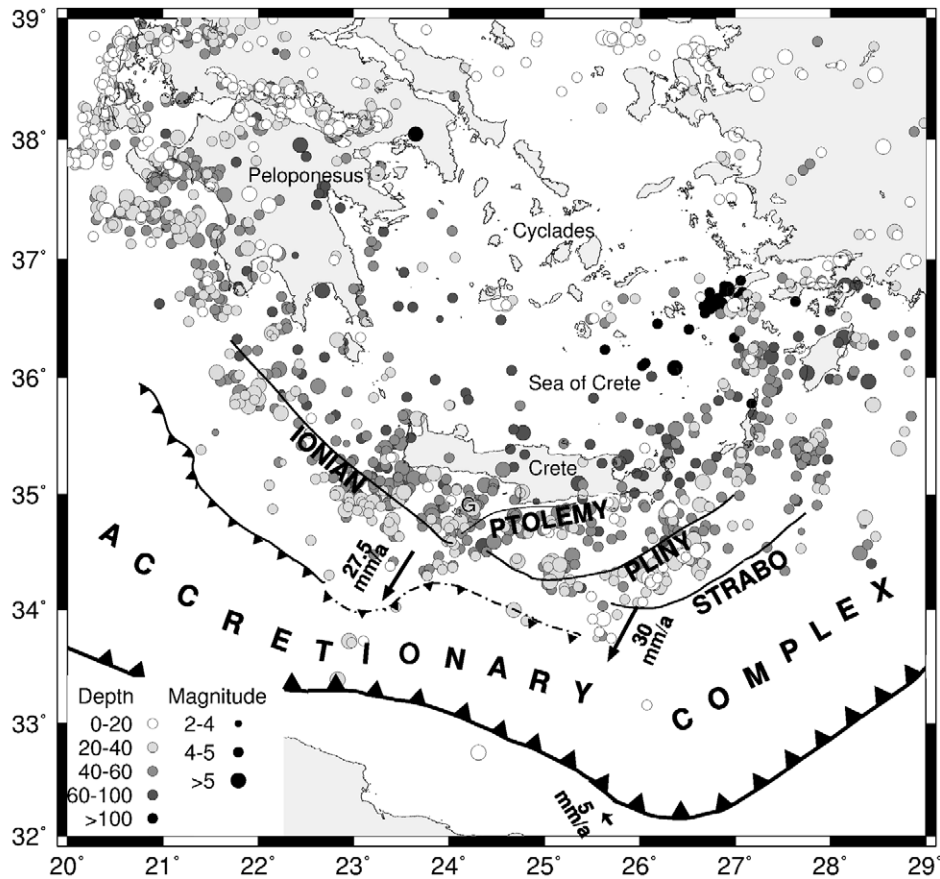 39°
38°
37°
36°
35°
34°
33°
32°
20°
21°
22°
23°
24°
25°
26°
27°
28°
29°
Peloponesus
Cyclades
Sea of Crete
Crete
G
IONIAN
PTOLEMY
PLINY
STRABO
27.5
mm/a
30
mm/a
5
mm/a
ACCRETIONARY COMPLEX
Depth
0-20
20-40
40-60
60-100
>100
Magnitude
2-4
4-5
>5